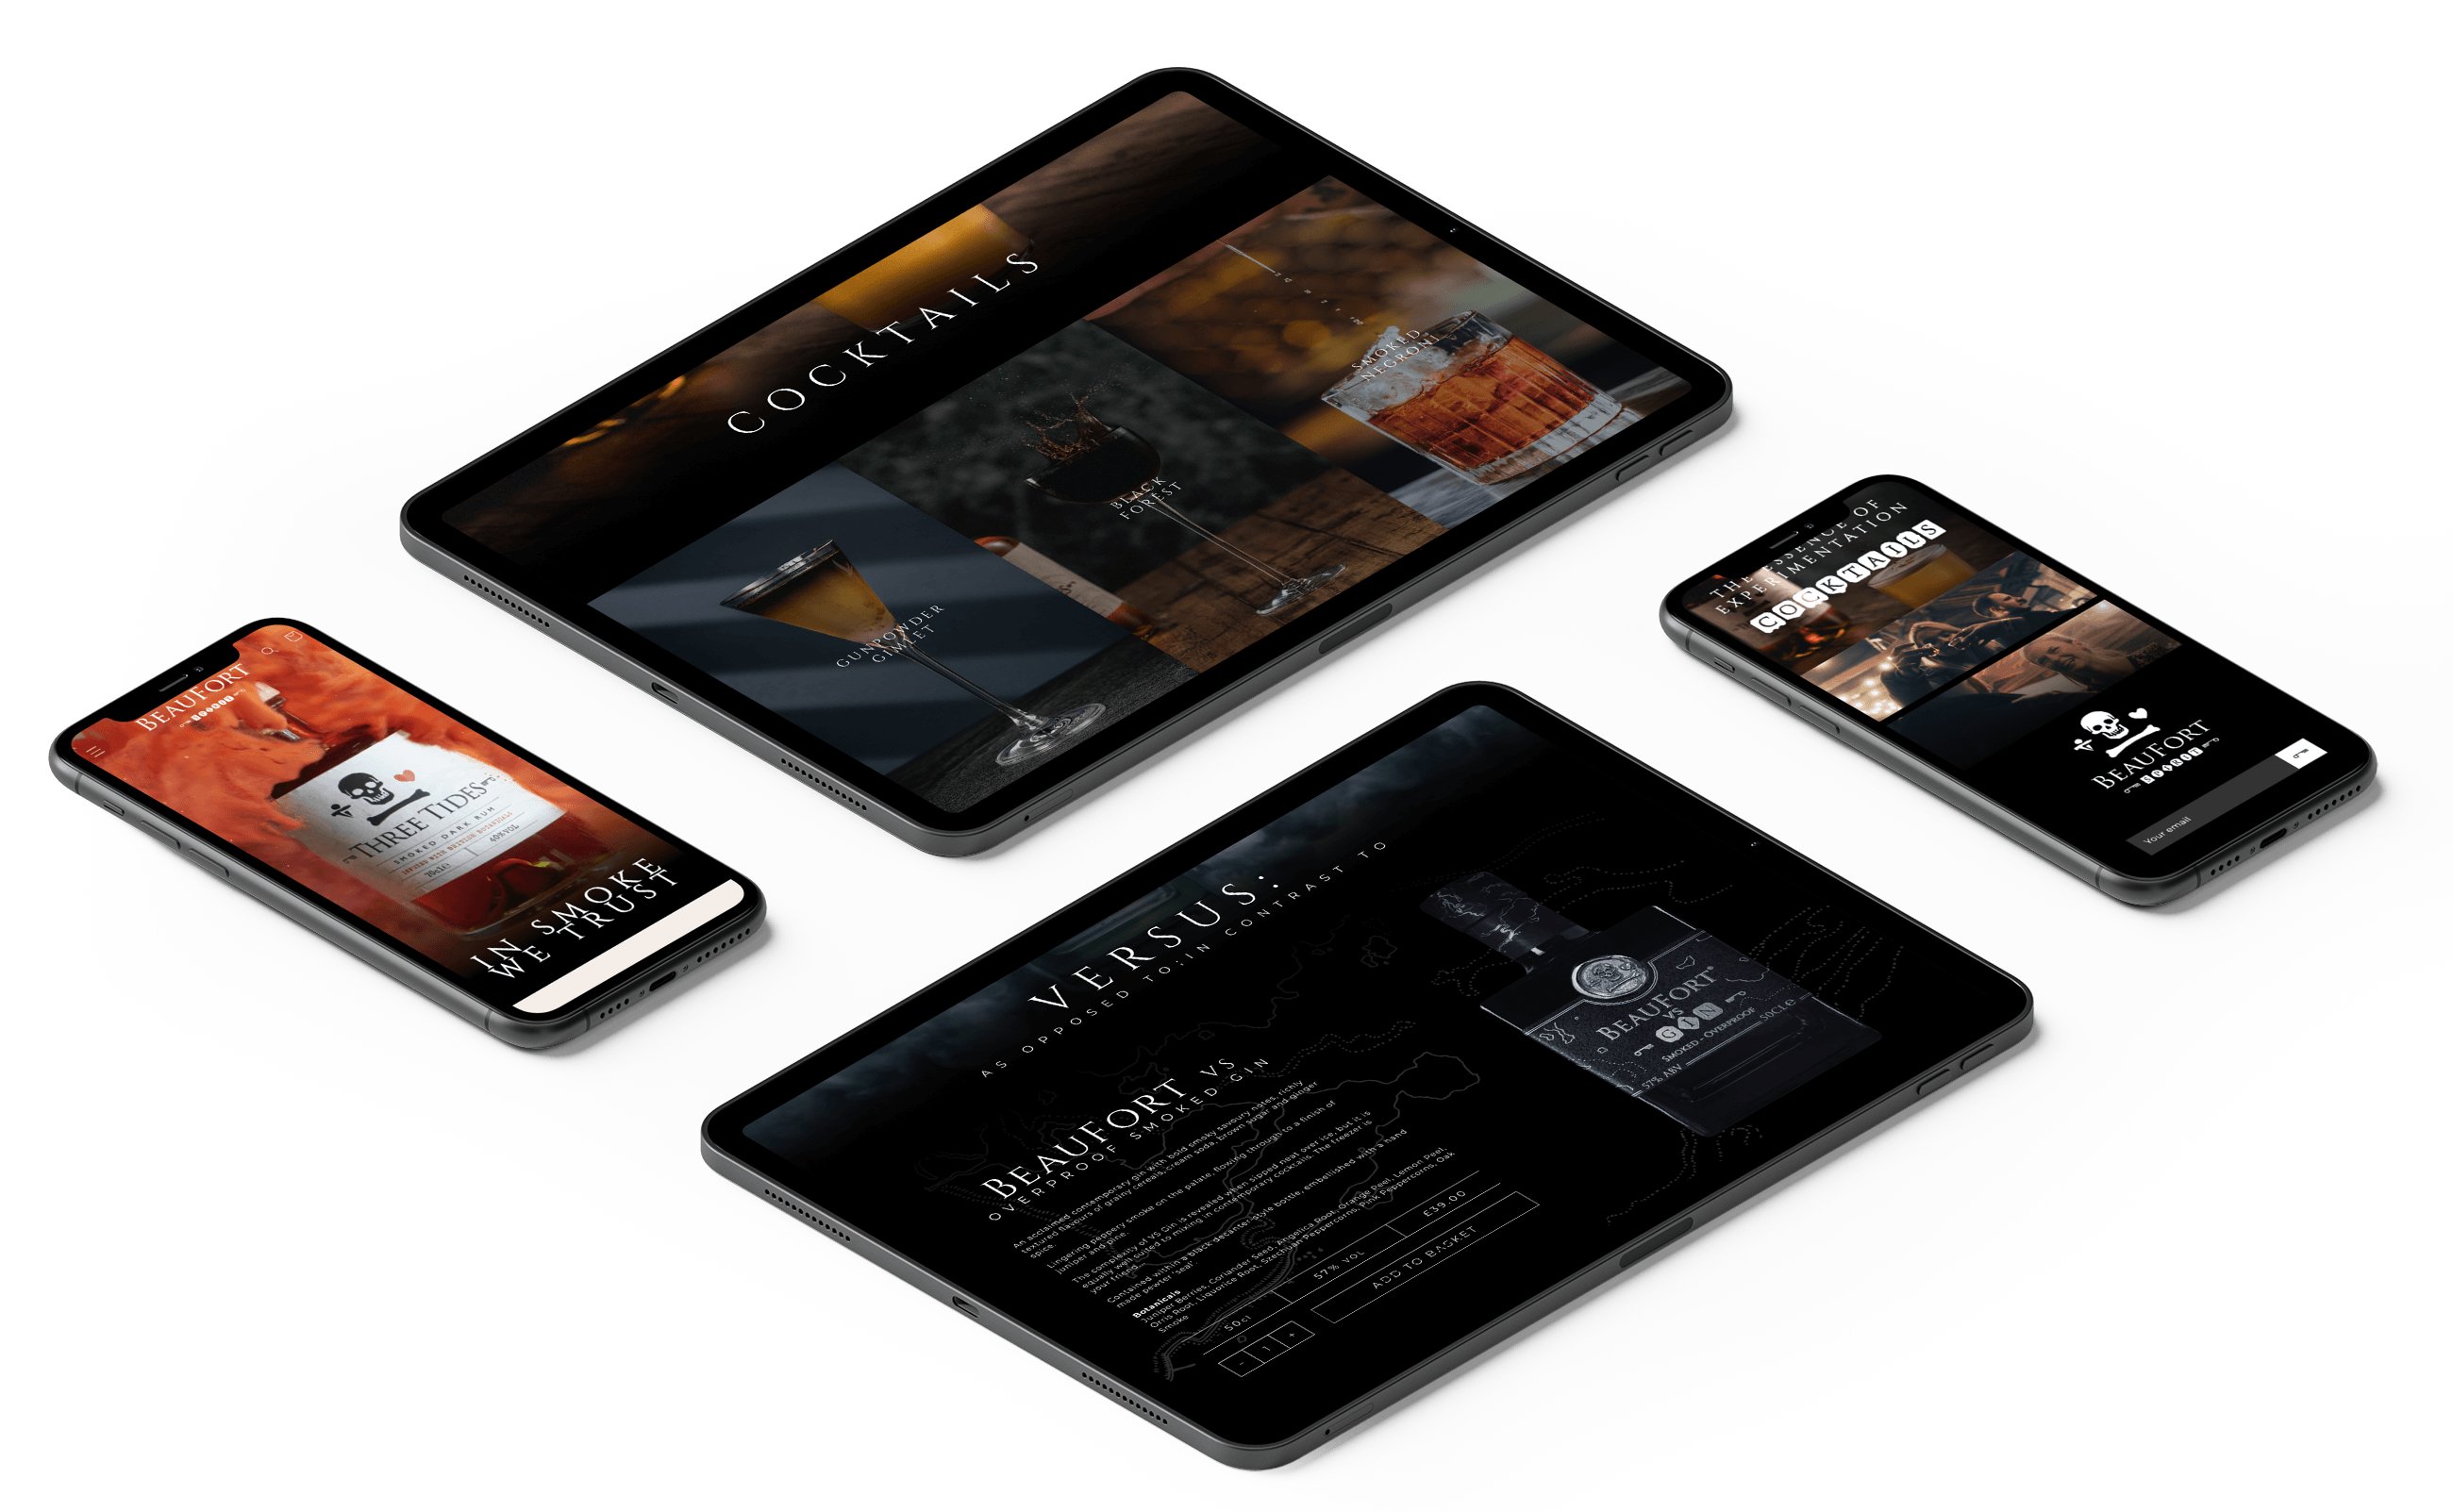 COCKTAILS
GUNPOWDER
GIMLET
BLACK
FOREST
SMOKED
NEGRONI
BEAUFORT
SPIRIT
THREE TIDES
SMOKED DARK RUM
INFUSED WITH BRITISH BOTANICALS
70cl e
40% VOL
IN SMOKE
WE TRUST
THE ESSENCE OF
EXPERIMENTATION
COCKTAILS
BEAUFORT
SPIRIT
Your email
VERSUS:
AS OPPOSED TO; IN CONTRAST TO
BEAUFORT VS
OVERPROOF SMOKED GIN
An acclaimed contemporary gin with bold smoky savoury notes, richly
textured flavours of grainy cereals, cream soda, brown sugar and ginger
spice.
Lingering peppery smoke on the palate, flowing through to a finish of
juniper and pine.
The complexity of VS Gin is revealed when sipped neat over ice, but it is
equally well suited to mixing in contemporary cocktails. The freezer is
your friend.
Contained within a black decanter style bottle, embellished with a hand
made pewter 'seal'.
Botanicals
Juniper Berries, Coriander Seed, Angelica Root, Orange Peel, Lemon Peel,
Orris Root, Liquorice Root, Szechuan Peppercorns, Pink Peppercorns, Oak
Smoke
50cl
57% VOL
£39.00
- 1 +
ADD TO BASKET
BEAUFORT
VS
GIN
SMOKED - OVERPROOF
57% ABV
50CL e